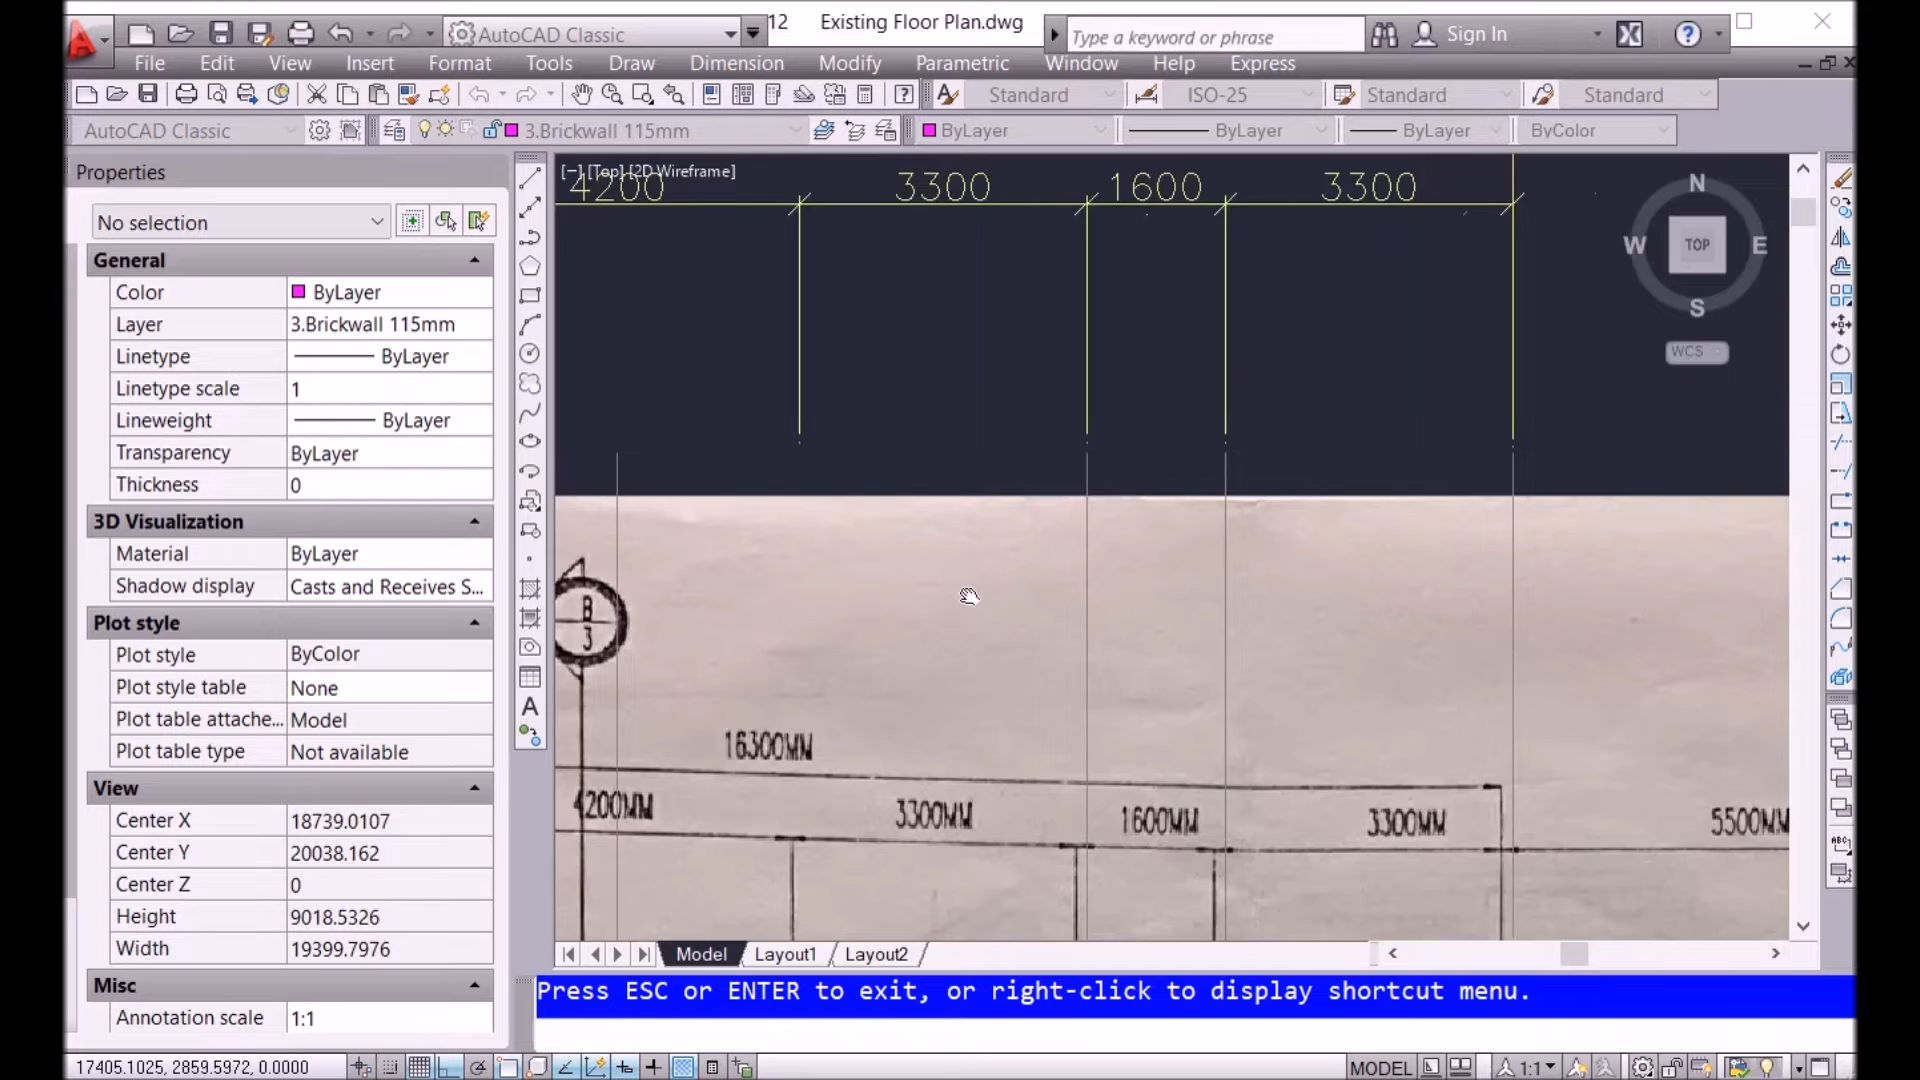 AutoCAD Classic
12 Existing Floor Plan.dwg
Type a keyword or phrase
Sign In
File Edit View Insert Format Tools Draw Dimension Modify Parametric Window Help Express
Standard ISO-25 Standard Standard
AutoCAD Classic 3.Brickwall 115mm ByLayer ByLayer ByLayer ByColor
Properties
No selection
General
Color ByLayer
Layer 3.Brickwall 115mm
Linetype ByLayer
Linetype scale 1
Lineweight ByLayer
Transparency ByLayer
Thickness 0
3D Visualization
Material ByLayer
Shadow display Casts and Receives S...
Plot style
Plot style ByColor
Plot style table None
Plot table attache... Model
Plot table type Not available
View
Center X 18739.0107
Center Y 20038.162
Center Z 0
Height 9018.5326
Width 19399.7976
Misc
Annotation scale 1:1
[−] [Top] [2D Wireframe]
4200 3300 1600 3300
N
W TOP E
S
WCS
B
3
16300MM
4200MM 3300MM 1600MM 3300MM 5500MM
Model Layout1 Layout2
Press ESC or ENTER to exit, or right-click to display shortcut menu.
17405.1025, 2859.5972, 0.0000
MODEL 1:1